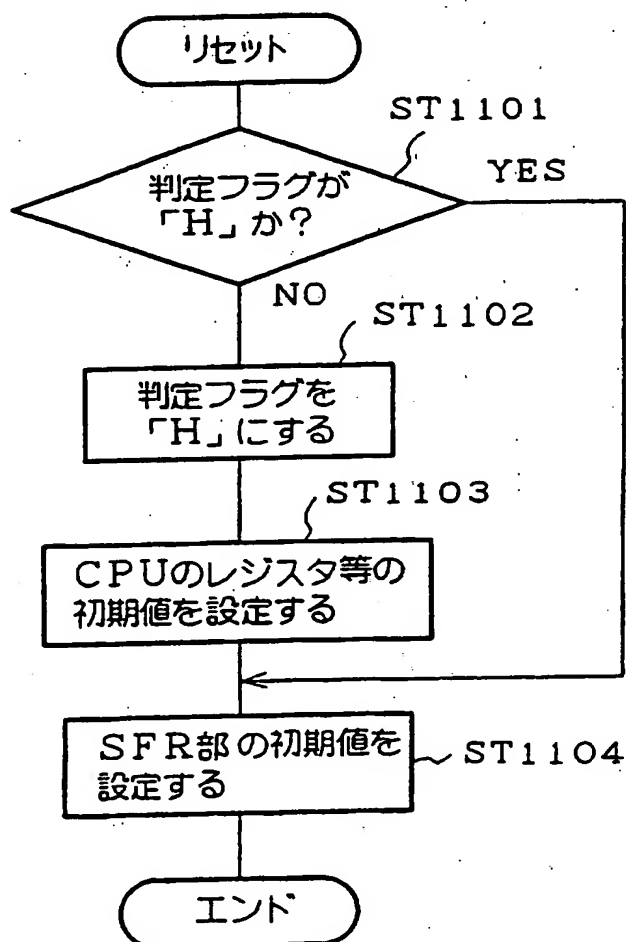 リセット
ST1101
判定フラグが
「H」か?
YES
NO
ST1102
判定フラグを
「H」にする
ST1103
CPUのレジスタ等の
初期値を設定する
SFR部の初期値を
設定する
ST1104
エンド